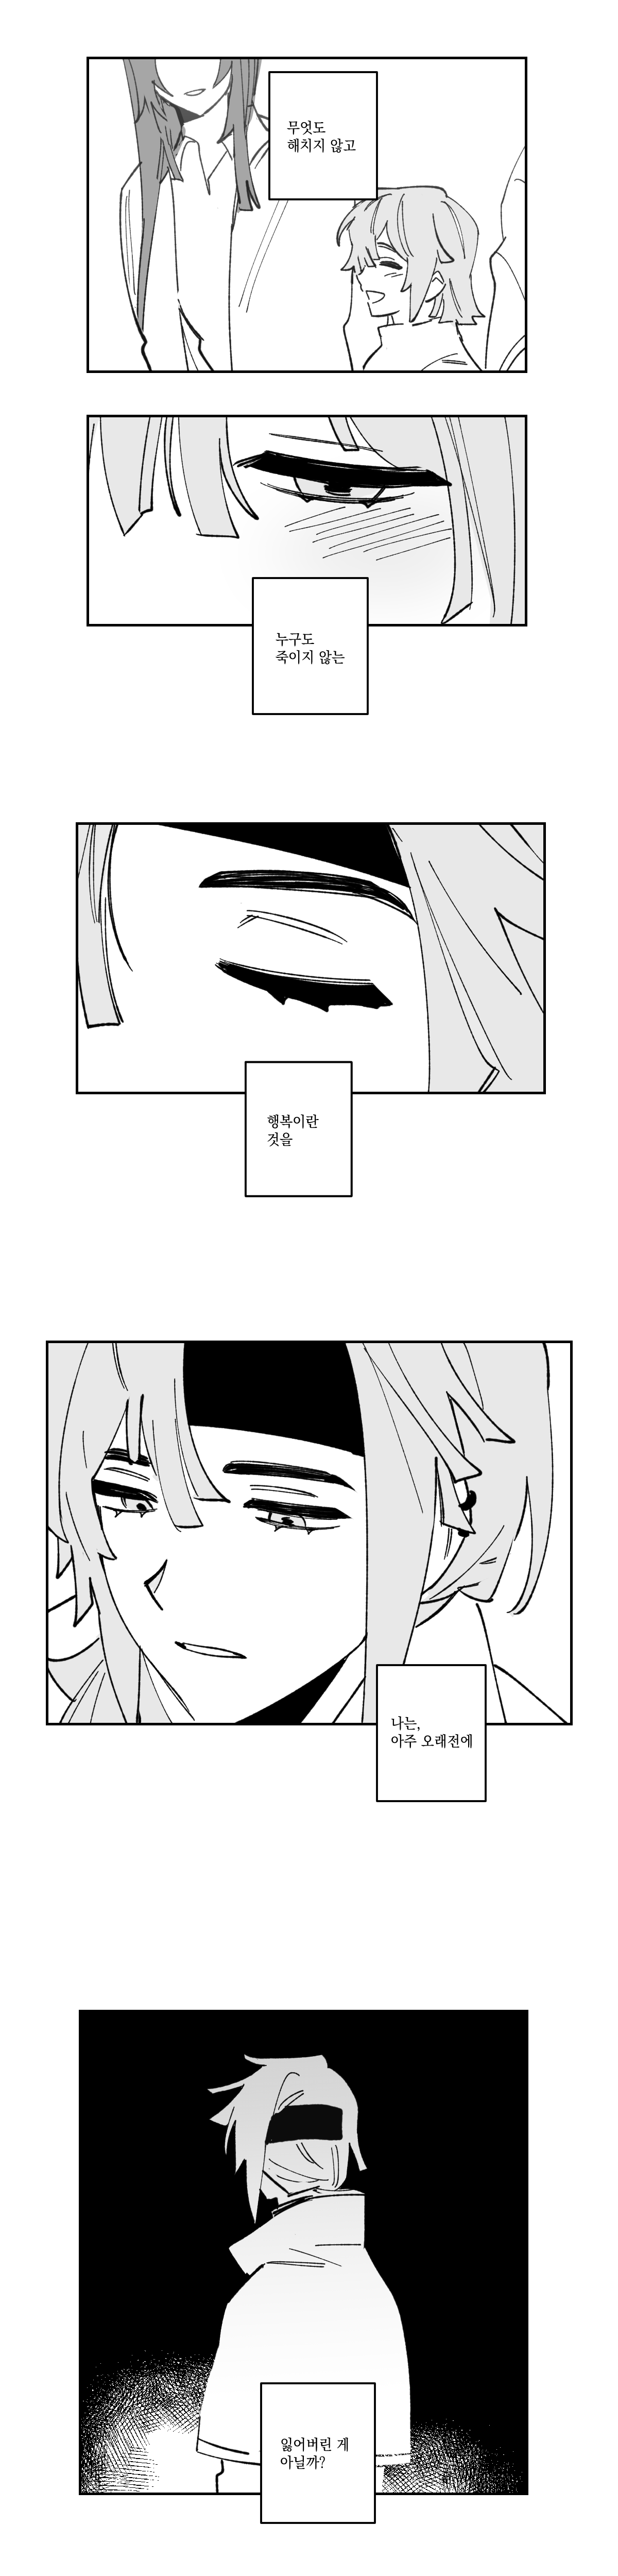 무엇도
해치지 않고
누구도
죽이지 않는
행복이란
것을
나는,
아주 오래전에
잃어버린 게
아닐까?